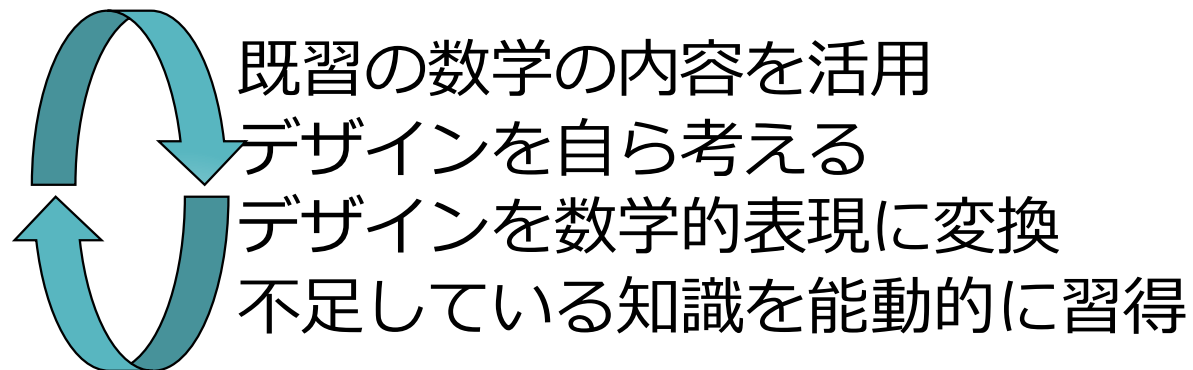 既習の数学の内容を活用
デザインを自ら考える
デザインを数学的表現に変換
不足している知識を能動的に習得